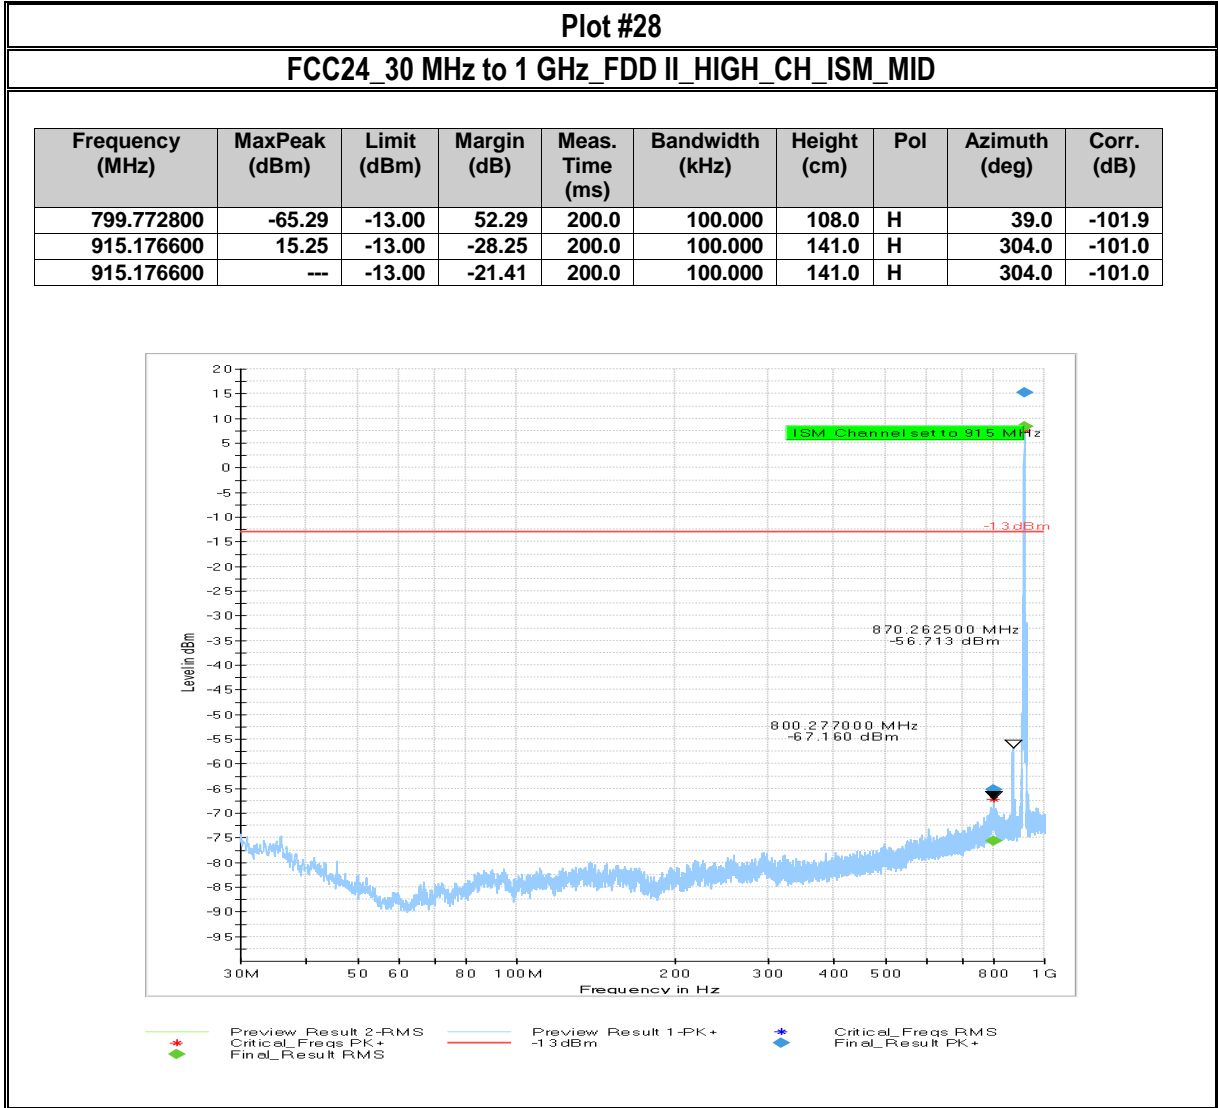 Plot #28
FCC24_30 MHz to 1 GHz_FDD II_HIGH_CH_ISM_MID
Frequency (MHz) MaxPeak (dBm) Limit (dBm) Margin (dB) Meas. Time (ms) Bandwidth (kHz) Height (cm) Pol Azimuth (deg) Corr. (dB)
799.772800 -65.29 -13.00 52.29 200.0 100.000 108.0 H 39.0 -101.9
915.176600 15.25 -13.00 -28.25 200.0 100.000 141.0 H 304.0 -101.0
915.176600 --- -13.00 -21.41 200.0 100.000 141.0 H 304.0 -101.0
20
15
10
5
0
-5
-10
-15
-20
-25
-30
-35
-40
-45
-50
-55
-60
-65
-70
-75
-80
-85
-90
-95
Level in dBm
ISM Channel set to 915 MHz
-13dBm
870.262500 MHz
-56.713 dBm
800.277000 MHz
-67.160 dBm
30M 50 60 80 100M 200 300 400 500 800 1G
Frequency in Hz
Preview Result 2-RMS Preview Result 1-PK+ Critical_Freqs RMS
Critical_Freqs PK+ -13dBm Final_Result PK+
Final_Result RMS